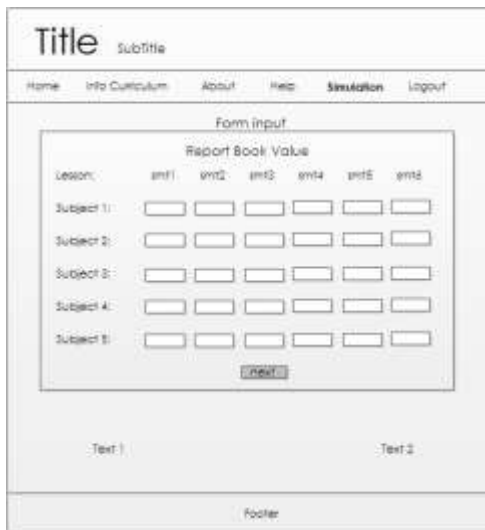 Title SubTitle
Home Info Curriculum About Help Simulation Logout
Form input
Report Book Value
Lesson: smt1 smt2 smt3 smt4 smt5 smt6
Subject 1:
Subject 2:
Subject 3:
Subject 4:
Subject 5:
next
Text 1 Text 2
Footer